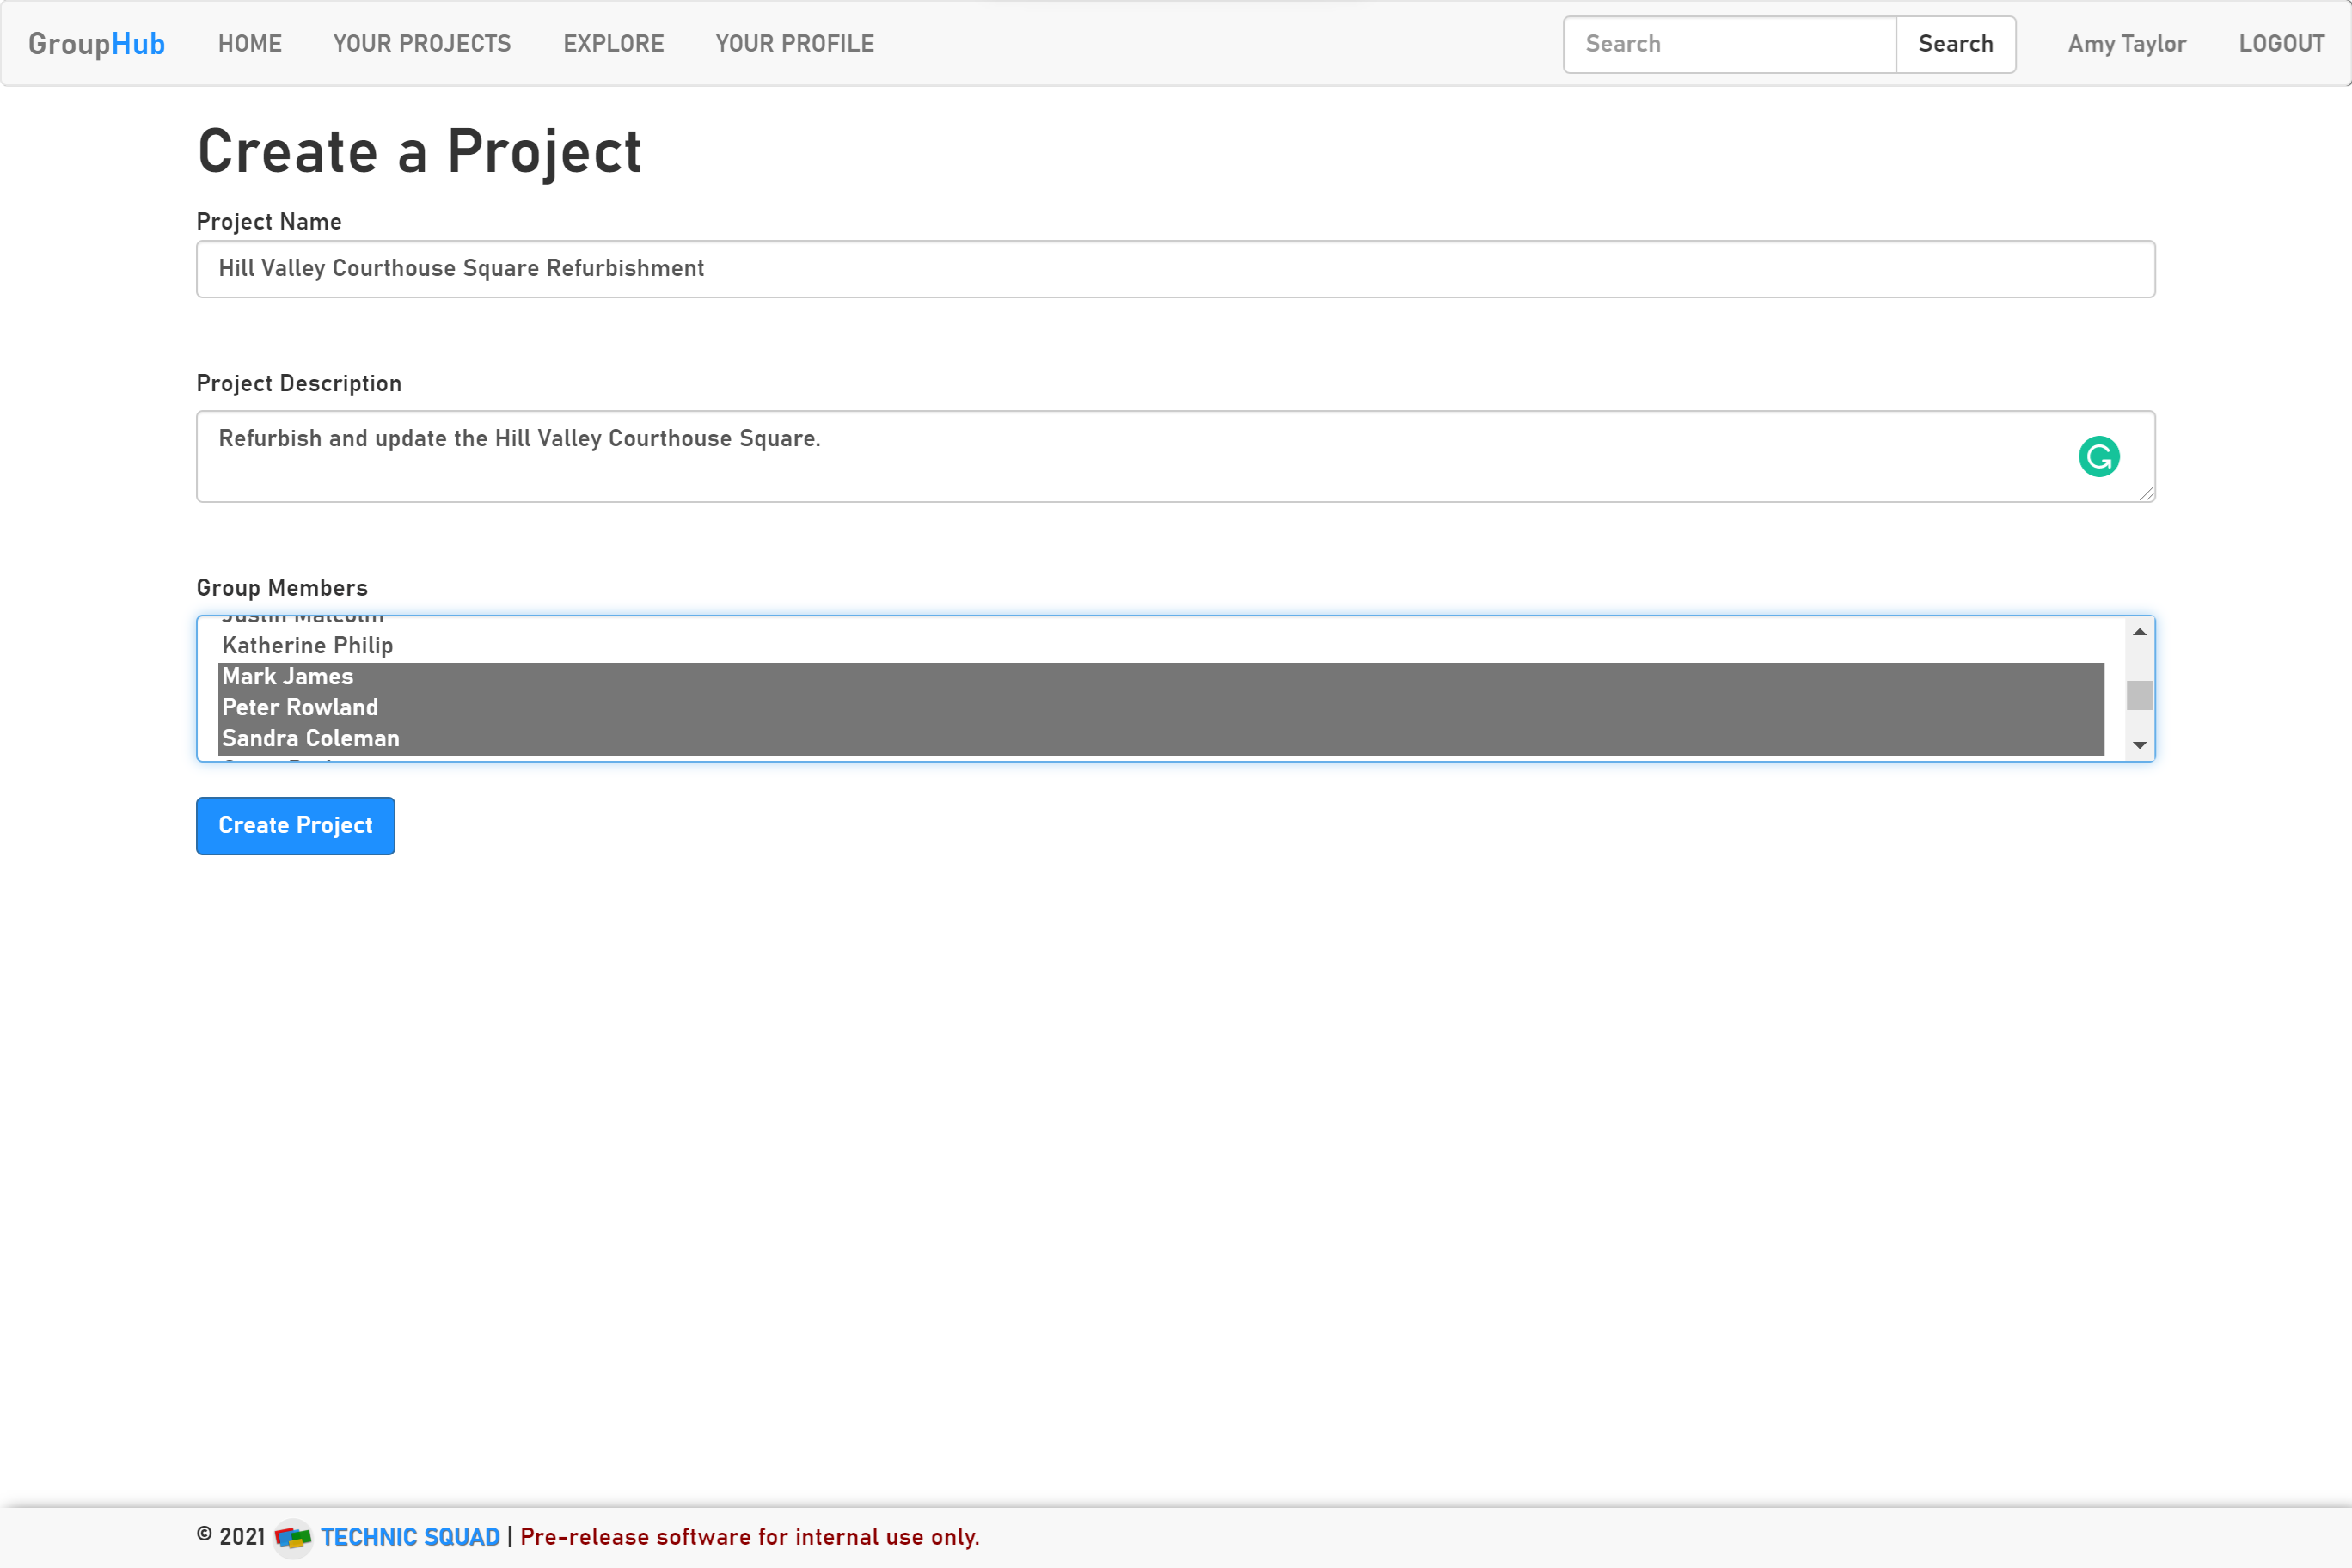 GroupHub HOME YOUR PROJECTS EXPLORE YOUR PROFILE Search Search Amy Taylor LOGOUT
Create a Project
Project Name
Hill Valley Courthouse Square Refurbishment
Project Description
Refurbish and update the Hill Valley Courthouse Square.
Group Members
Justin Malcolm
Katherine Philip
Mark James
Peter Rowland
Sandra Coleman
Create Project
© 2021 TECHNIC SQUAD | Pre-release software for internal use only.